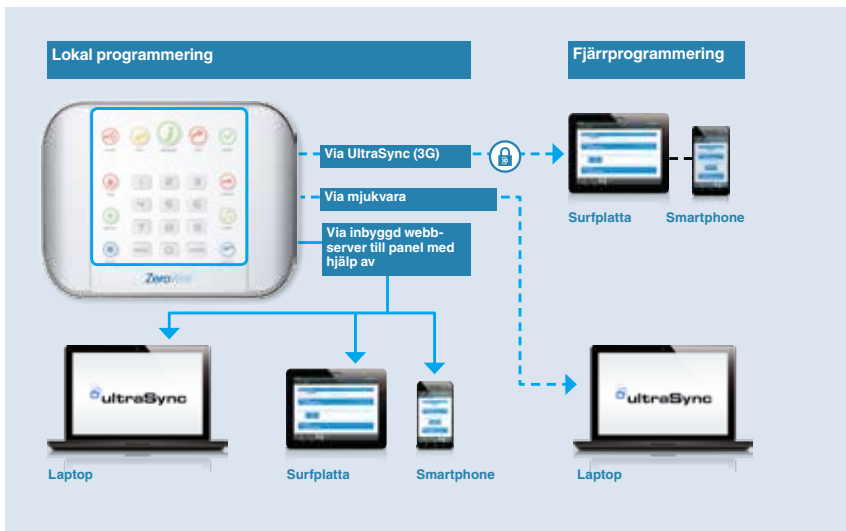 Lokal programmering
Fjärrprogrammering
Via UltraSync (3G)
Via mjukvara
Via inbyggd webb-
server till panel med
hjälp av
Surfplatta
Smartphone
ZeroWire
ultraSync
ultraSync
Laptop
Surfplatta
Smartphone
Laptop